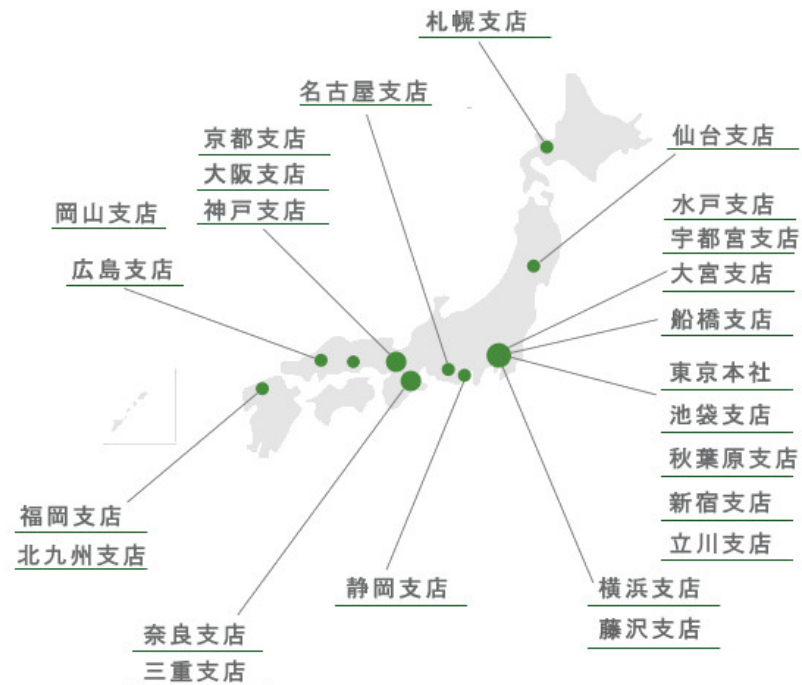 札幌支店
名古屋支店
仙台支店
京都支店
大阪支店
神戸支店
岡山支店
広島支店
水戸支店
宇都宮支店
大宮支店
船橋支店
東京本社
池袋支店
秋葉原支店
新宿支店
立川支店
福岡支店
北九州支店
静岡支店
横浜支店
藤沢支店
奈良支店
三重支店